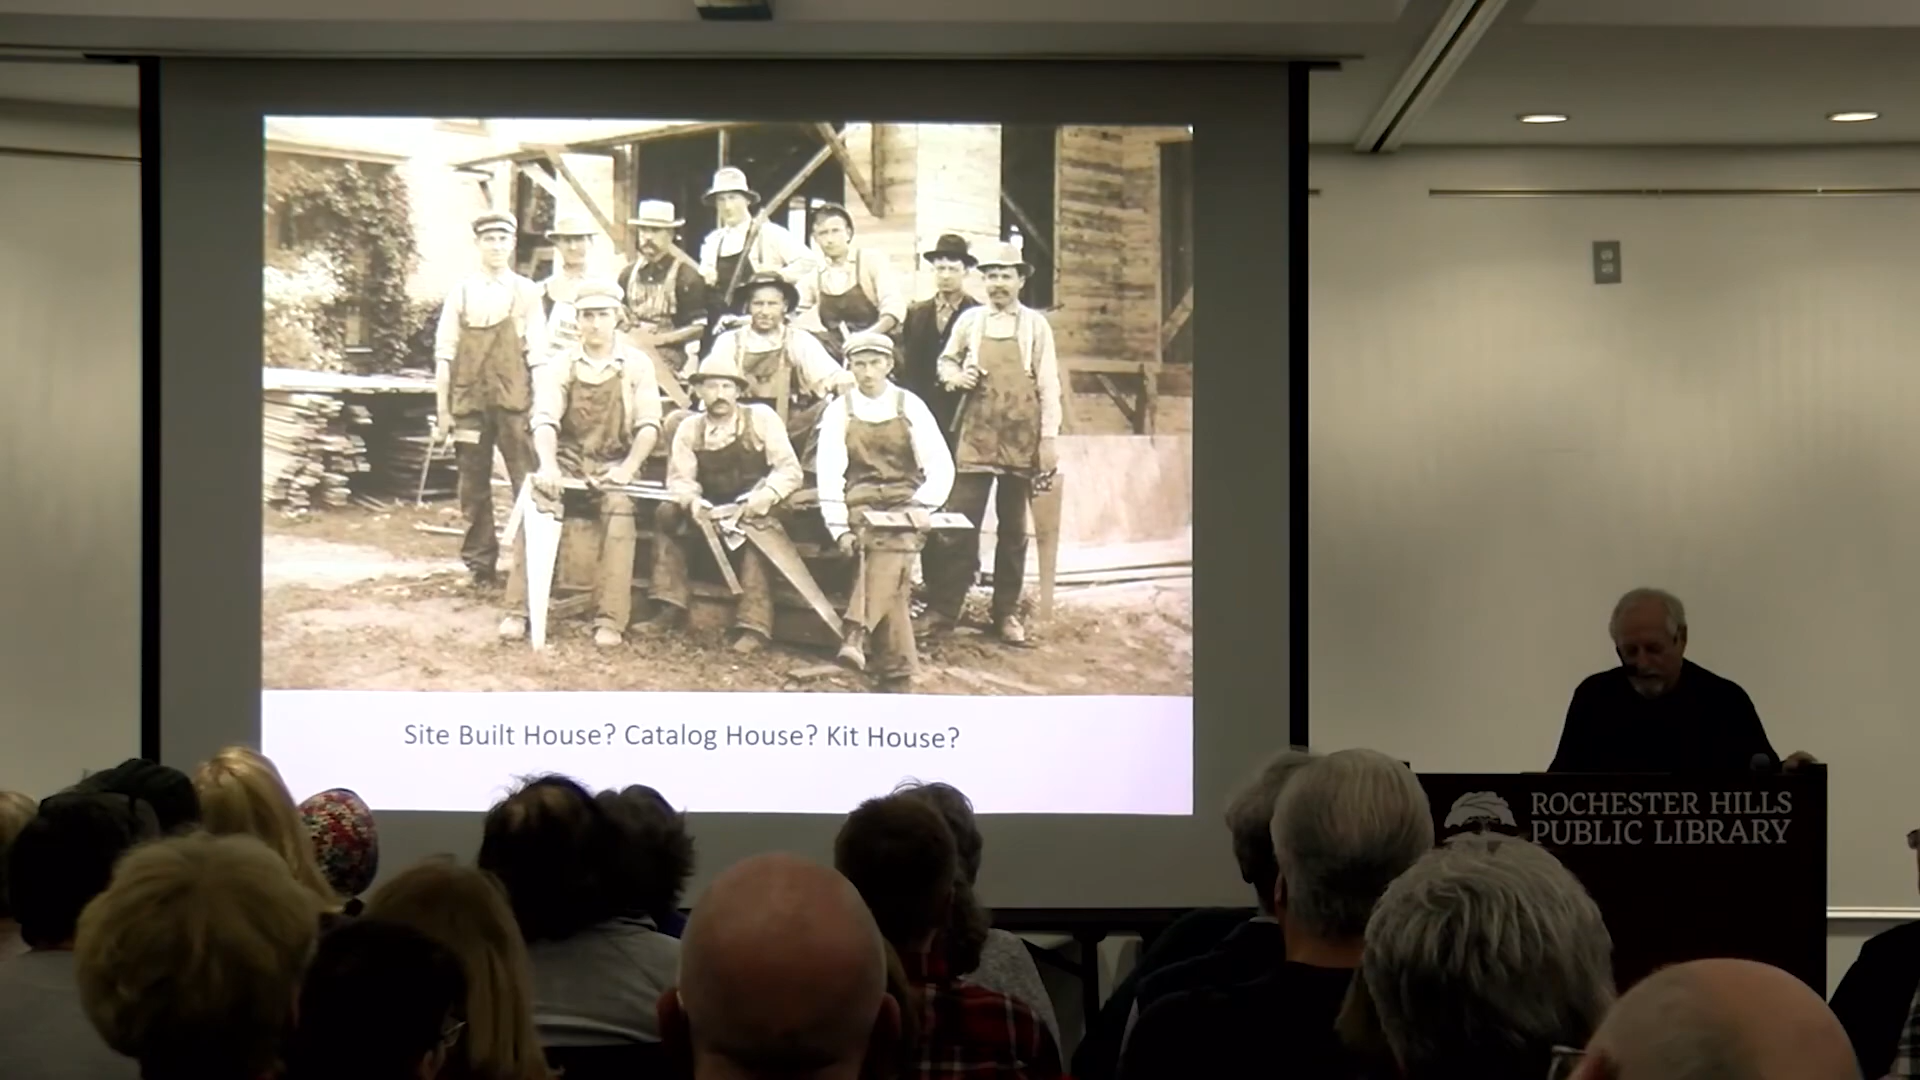 Site Built House? Catalog House? Kit House?
ROCHESTER HILLS
PUBLIC LIBRARY